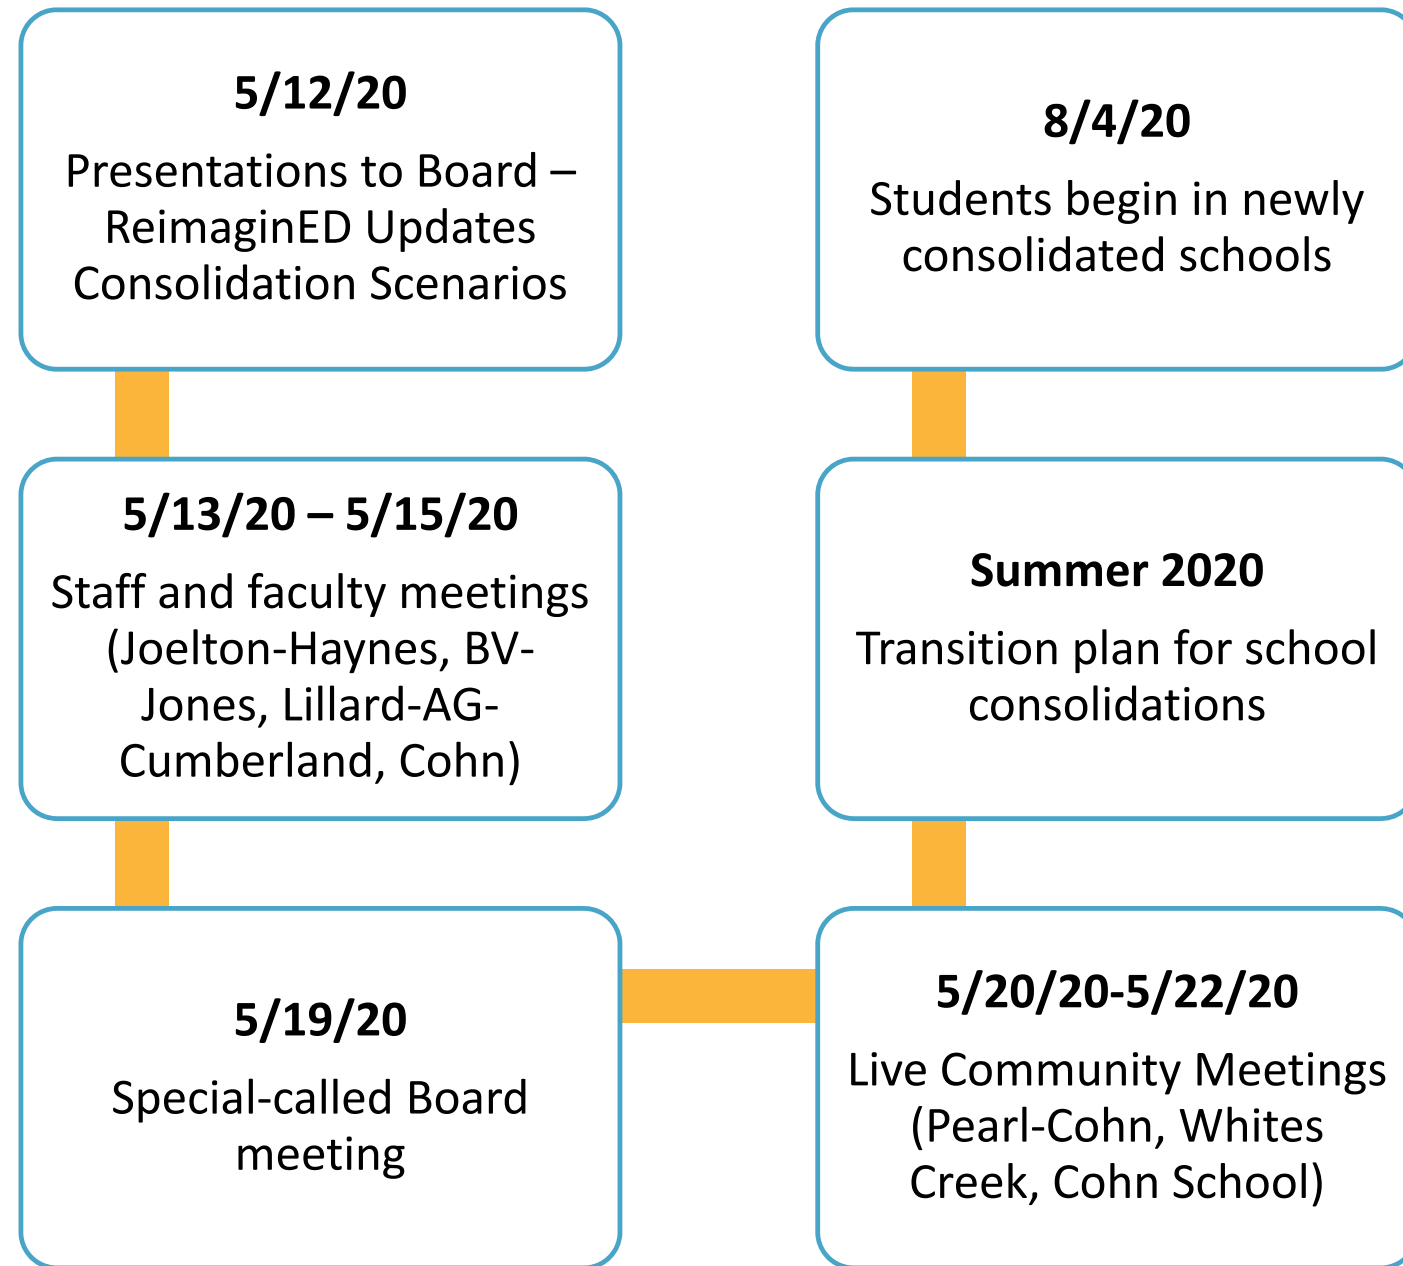 5/12/20
Presentations to Board –
ReimaginED Updates
Consolidation Scenarios
5/13/20 – 5/15/20
Staff and faculty meetings
(Joelton-Haynes, BV-
Jones, Lillard-AG-
Cumberland, Cohn)
5/19/20
Special-called Board
meeting
5/20/20-5/22/20
Live Community Meetings
(Pearl-Cohn, Whites
Creek, Cohn School)
Summer 2020
Transition plan for school
consolidations
8/4/20
Students begin in newly
consolidated schools